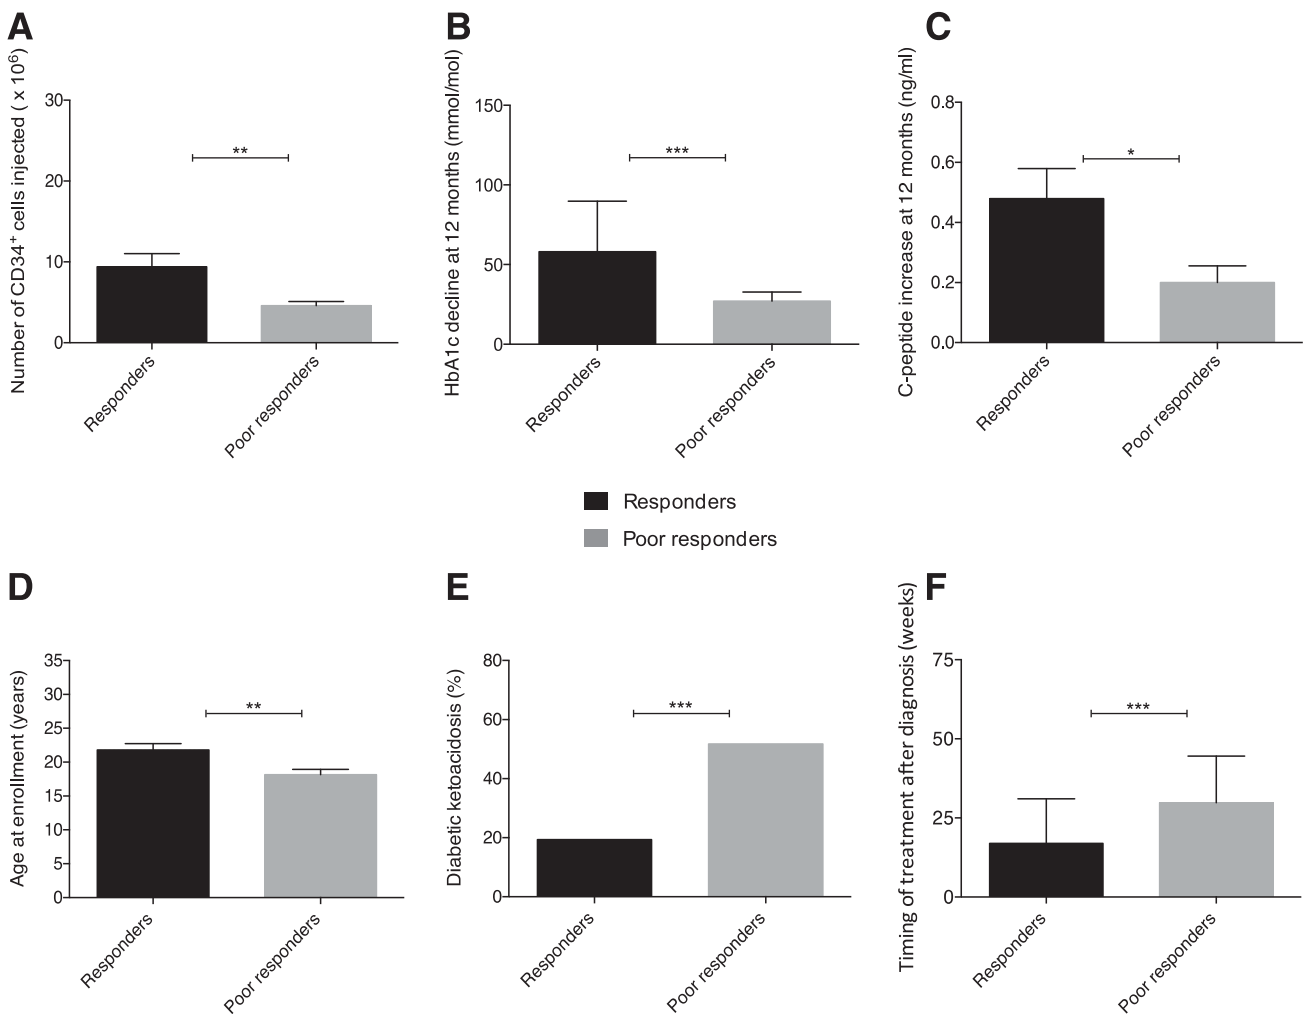 A
Number of CD34⁺ cells injected ( x 10⁶)
30
20
10
0
**
Responders
Poor responders
B
HbA1c decline at 12 months (mmol/mol)
150
100
50
0
***
Responders
Poor responders
C
C-peptide increase at 12 months (ng/ml)
0.8
0.6
0.4
0.2
0.0
*
Responders
Poor responders
Responders
Poor responders
D
Age at enrollment (years)
35
30
25
20
15
10
5
0
**
Responders
Poor responders
E
Diabetic ketoacidosis (%)
80
60
40
20
0
***
Responders
Poor responders
F
Timing of treatment after diagnosis (weeks)
75
50
25
0
***
Responders
Poor responders